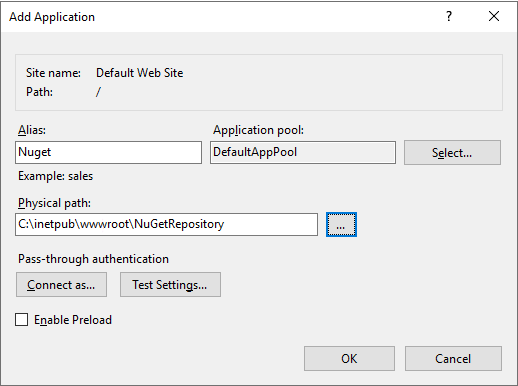 Add Application
?
Site name: Default Web Site
Path: /
Alias: Application pool:
Nuget DefaultAppPool Select...
Example: sales
Physical path:
C:\inetpub\wwwroot\NuGetRepository ...
Pass-through authentication
Connect as... Test Settings...
Enable Preload
OK Cancel